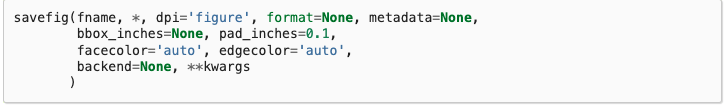 savefig(fname, *, dpi='figure', format=None, metadata=None,
        bbox_inches=None, pad_inches=0.1,
        facecolor='auto', edgecolor='auto',
        backend=None, **kwargs
       )